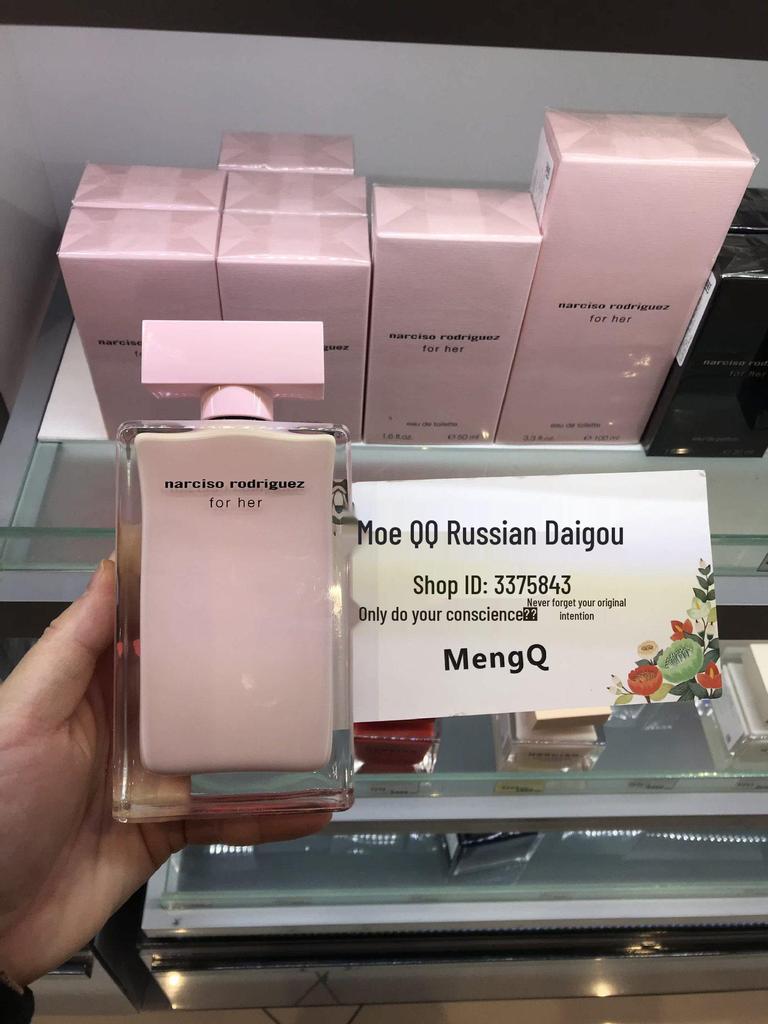 narciso rodriguez
for her
narciso rodriguez
for her
eau de toilette
1.6 fl.oz. ℮ 50 ml
narciso rodriguez
for her
eau de toilette
3.3 fl.oz. ℮ 100 ml
narciso
for her
Moe QQ Russian Daigou
Shop ID: 3375843
Only do your conscience??
Never forget your original
intention
MengQ